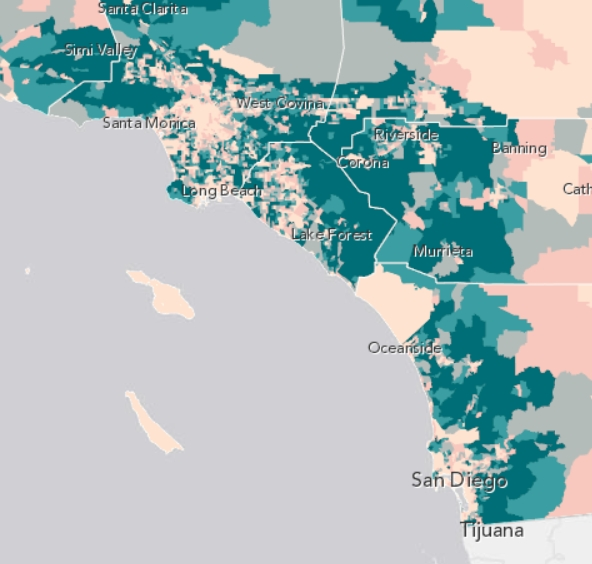 Santa Clarita
Simi Valley
West Covina
Santa Monica
Riverside
Banning
Corona
Long Beach
Cath
Lake Forest
Murrieta
Oceanside
San Diego
Tijuana